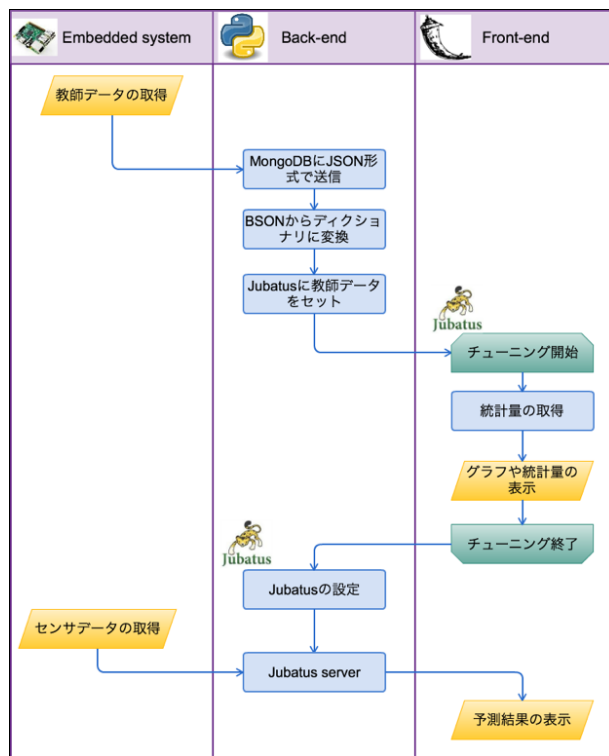 Embedded system
Back-end
Front-end
教師データの取得
MongoDBにJSON形
式で送信
BSONからディクショ
ナリに変換
Jubatusに教師データ
をセット
Jubatus
チューニング開始
統計量の取得
グラフや統計量の
表示
チューニング終了
Jubatus
Jubatusの設定
センサデータの取得
Jubatus server
予測結果の表示